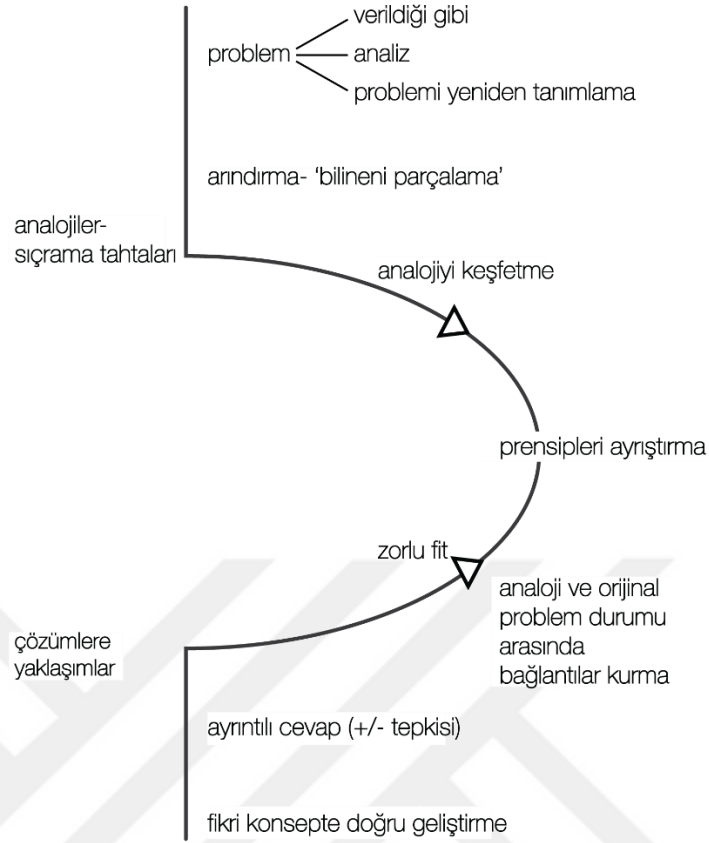 verildiği gibi
problem
analiz
problemi yeniden tanımlama
arındırma- ‘bilineni parçalama’
analojiler-
sıçrama tahtaları
analojiyi keşfetme
prensipleri ayrıştırma
zorlu fit
analoji ve orijinal
problem durumu
arasında
bağlantılar kurma
çözümlere
yaklaşımlar
ayrıntılı cevap (+/- tepkisi)
fikri konsepte doğru geliştirme